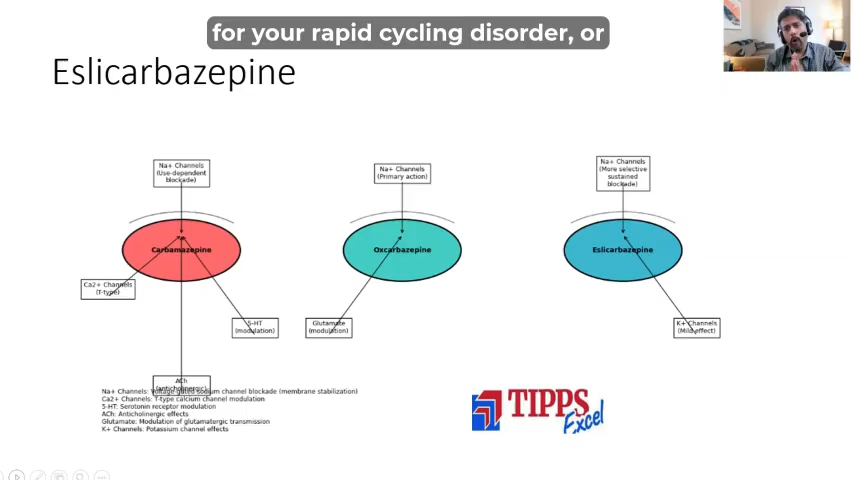 for your rapid cycling disorder, or
Eslicarbazepine
Na+ Channels
(Use-dependent
blockade)
Na+ Channels
(Primary action)
Na+ Channels
(More selective
sustained
blockade)
Carbamazepine
Oxcarbazepine
Eslicarbazepine
Ca2+ Channels
(T-type)
5-HT
(modulation)
Glutamate
(modulation)
K+ Channels
(Mild effect)
ACh
(anticholinergic)
Na+ Channels: Voltage-gated sodium channel blockade (membrane stabilization)
Ca2+ Channels: T-type calcium channel modulation
5-HT: Serotonin receptor modulation
ACh: Anticholinergic effects
Glutamate: Modulation of glutamatergic transmission
K+ Channels: Potassium channel effects
TIPPS
Excel